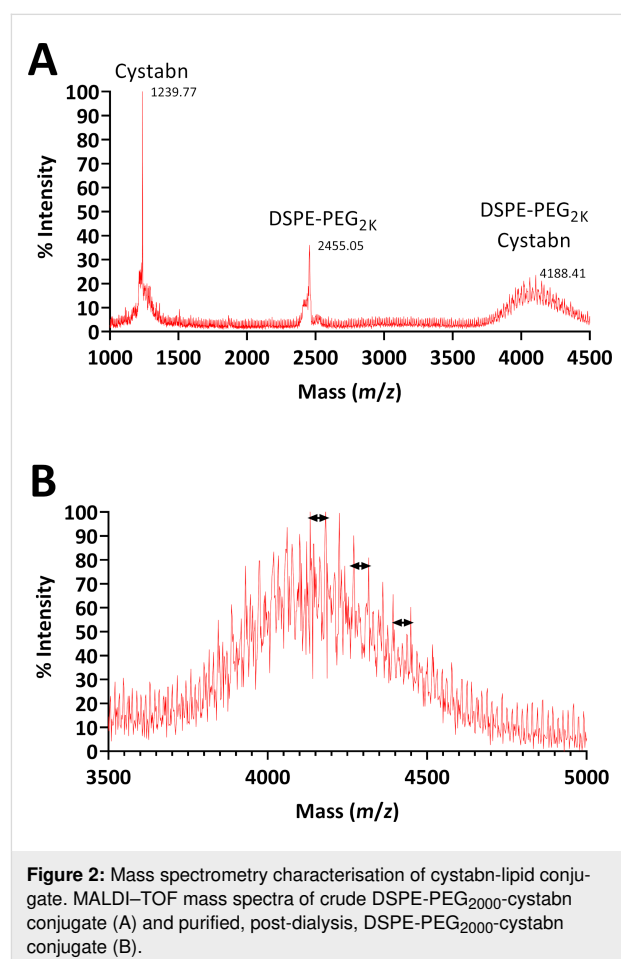 A
Cystabn
1239.77
DSPE-PEG2K
2455.05
DSPE-PEG2K
Cystabn
4188.41
% Intensity
100
90
80
70
60
50
40
30
20
10
0
1000 1500 2000 2500 3000 3500 4000 4500
Mass (m/z)
B
% Intensity
100
90
80
70
60
50
40
30
20
10
0
3500 4000 4500 5000
Mass (m/z)
Figure 2: Mass spectrometry characterisation of cystabn-lipid conju-
gate. MALDI–TOF mass spectra of crude DSPE-PEG2000-cystabn
conjugate (A) and purified, post-dialysis, DSPE-PEG2000-cystabn
conjugate (B).